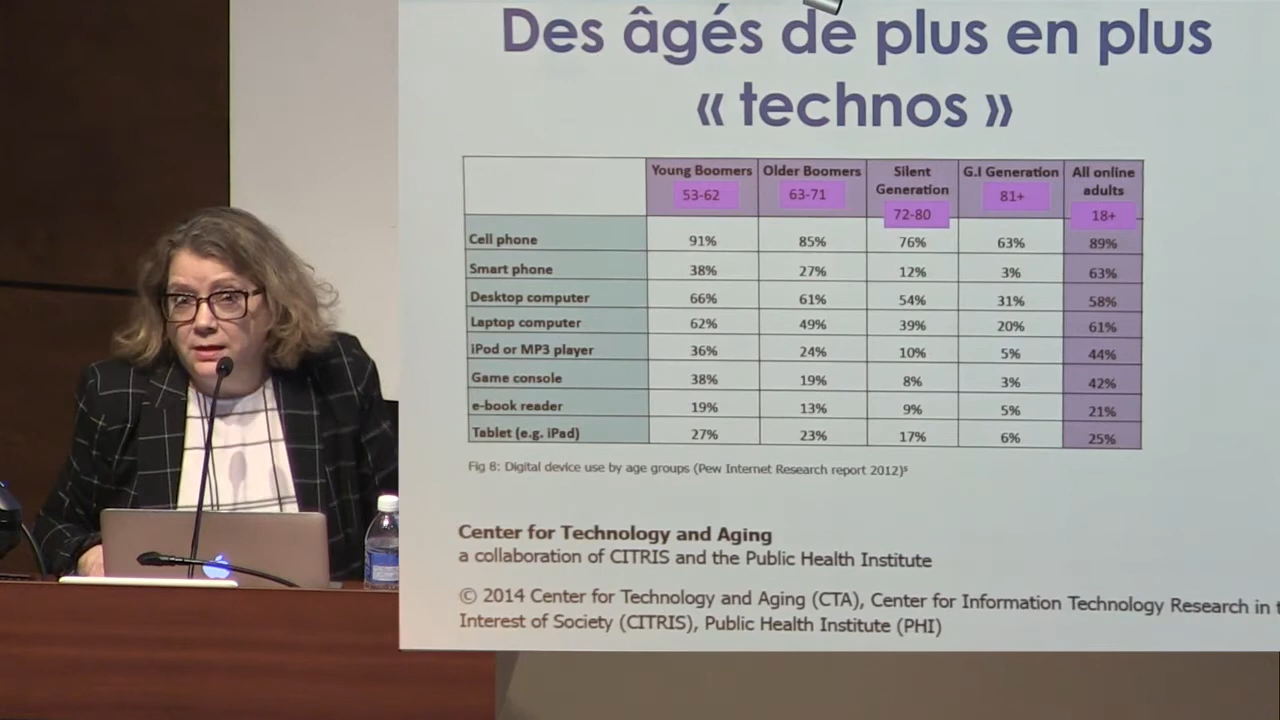 Des âgés de plus en plus
« technos »
Young Boomers Older Boomers Silent Generation G.I Generation All online adults
53-62 63-71 72-80 81+ 18+
Cell phone 91% 85% 76% 63% 89%
Smart phone 38% 27% 12% 3% 63%
Desktop computer 66% 61% 54% 31% 58%
Laptop computer 62% 49% 39% 20% 61%
iPod or MP3 player 36% 24% 10% 5% 44%
Game console 38% 19% 8% 3% 42%
e-book reader 19% 13% 9% 5% 21%
Tablet (e.g. iPad) 27% 23% 17% 6% 25%
Fig 8: Digital device use by age groups (Pew Internet Research report 2012)
Center for Technology and Aging
a collaboration of CITRIS and the Public Health Institute
© 2014 Center for Technology and Aging (CTA), Center for Information Technology Research in
Interest of Society (CITRIS), Public Health Institute (PHI)